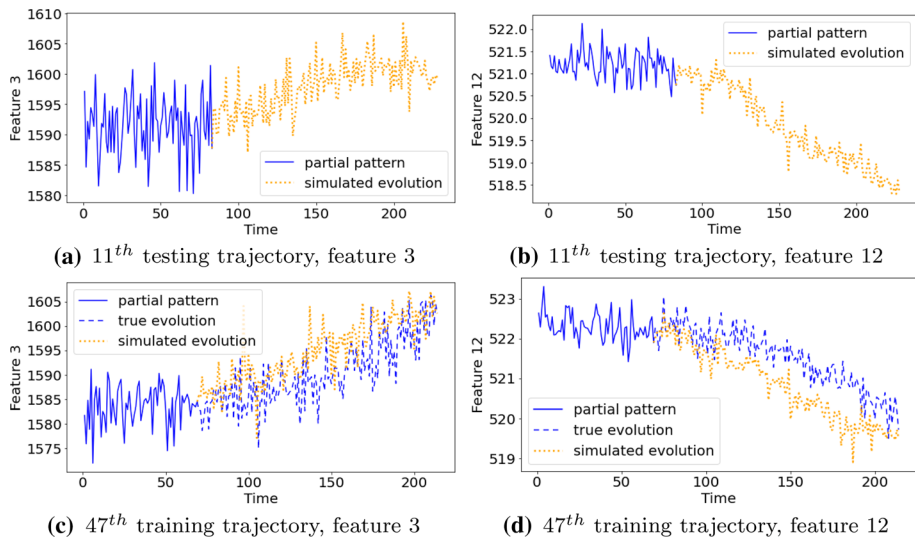 1610
1605
1600
1595
1590
1585
1580
Feature 3
partial pattern
simulated evolution
0 50 100 150 200
Time
(a) 11th testing trajectory, feature 3
522.0
521.5
521.0
520.5
520.0
519.5
519.0
518.5
Feature 12
partial pattern
simulated evolution
0 50 100 150 200
Time
(b) 11th testing trajectory, feature 12
1605
1600
1595
1590
1585
1580
1575
Feature 3
partial pattern
true evolution
simulated evolution
0 50 100 150 200
Time
(c) 47th training trajectory, feature 3
523
522
521
520
519
Feature 12
partial pattern
true evolution
simulated evolution
0 50 100 150 200
Time
(d) 47th training trajectory, feature 12